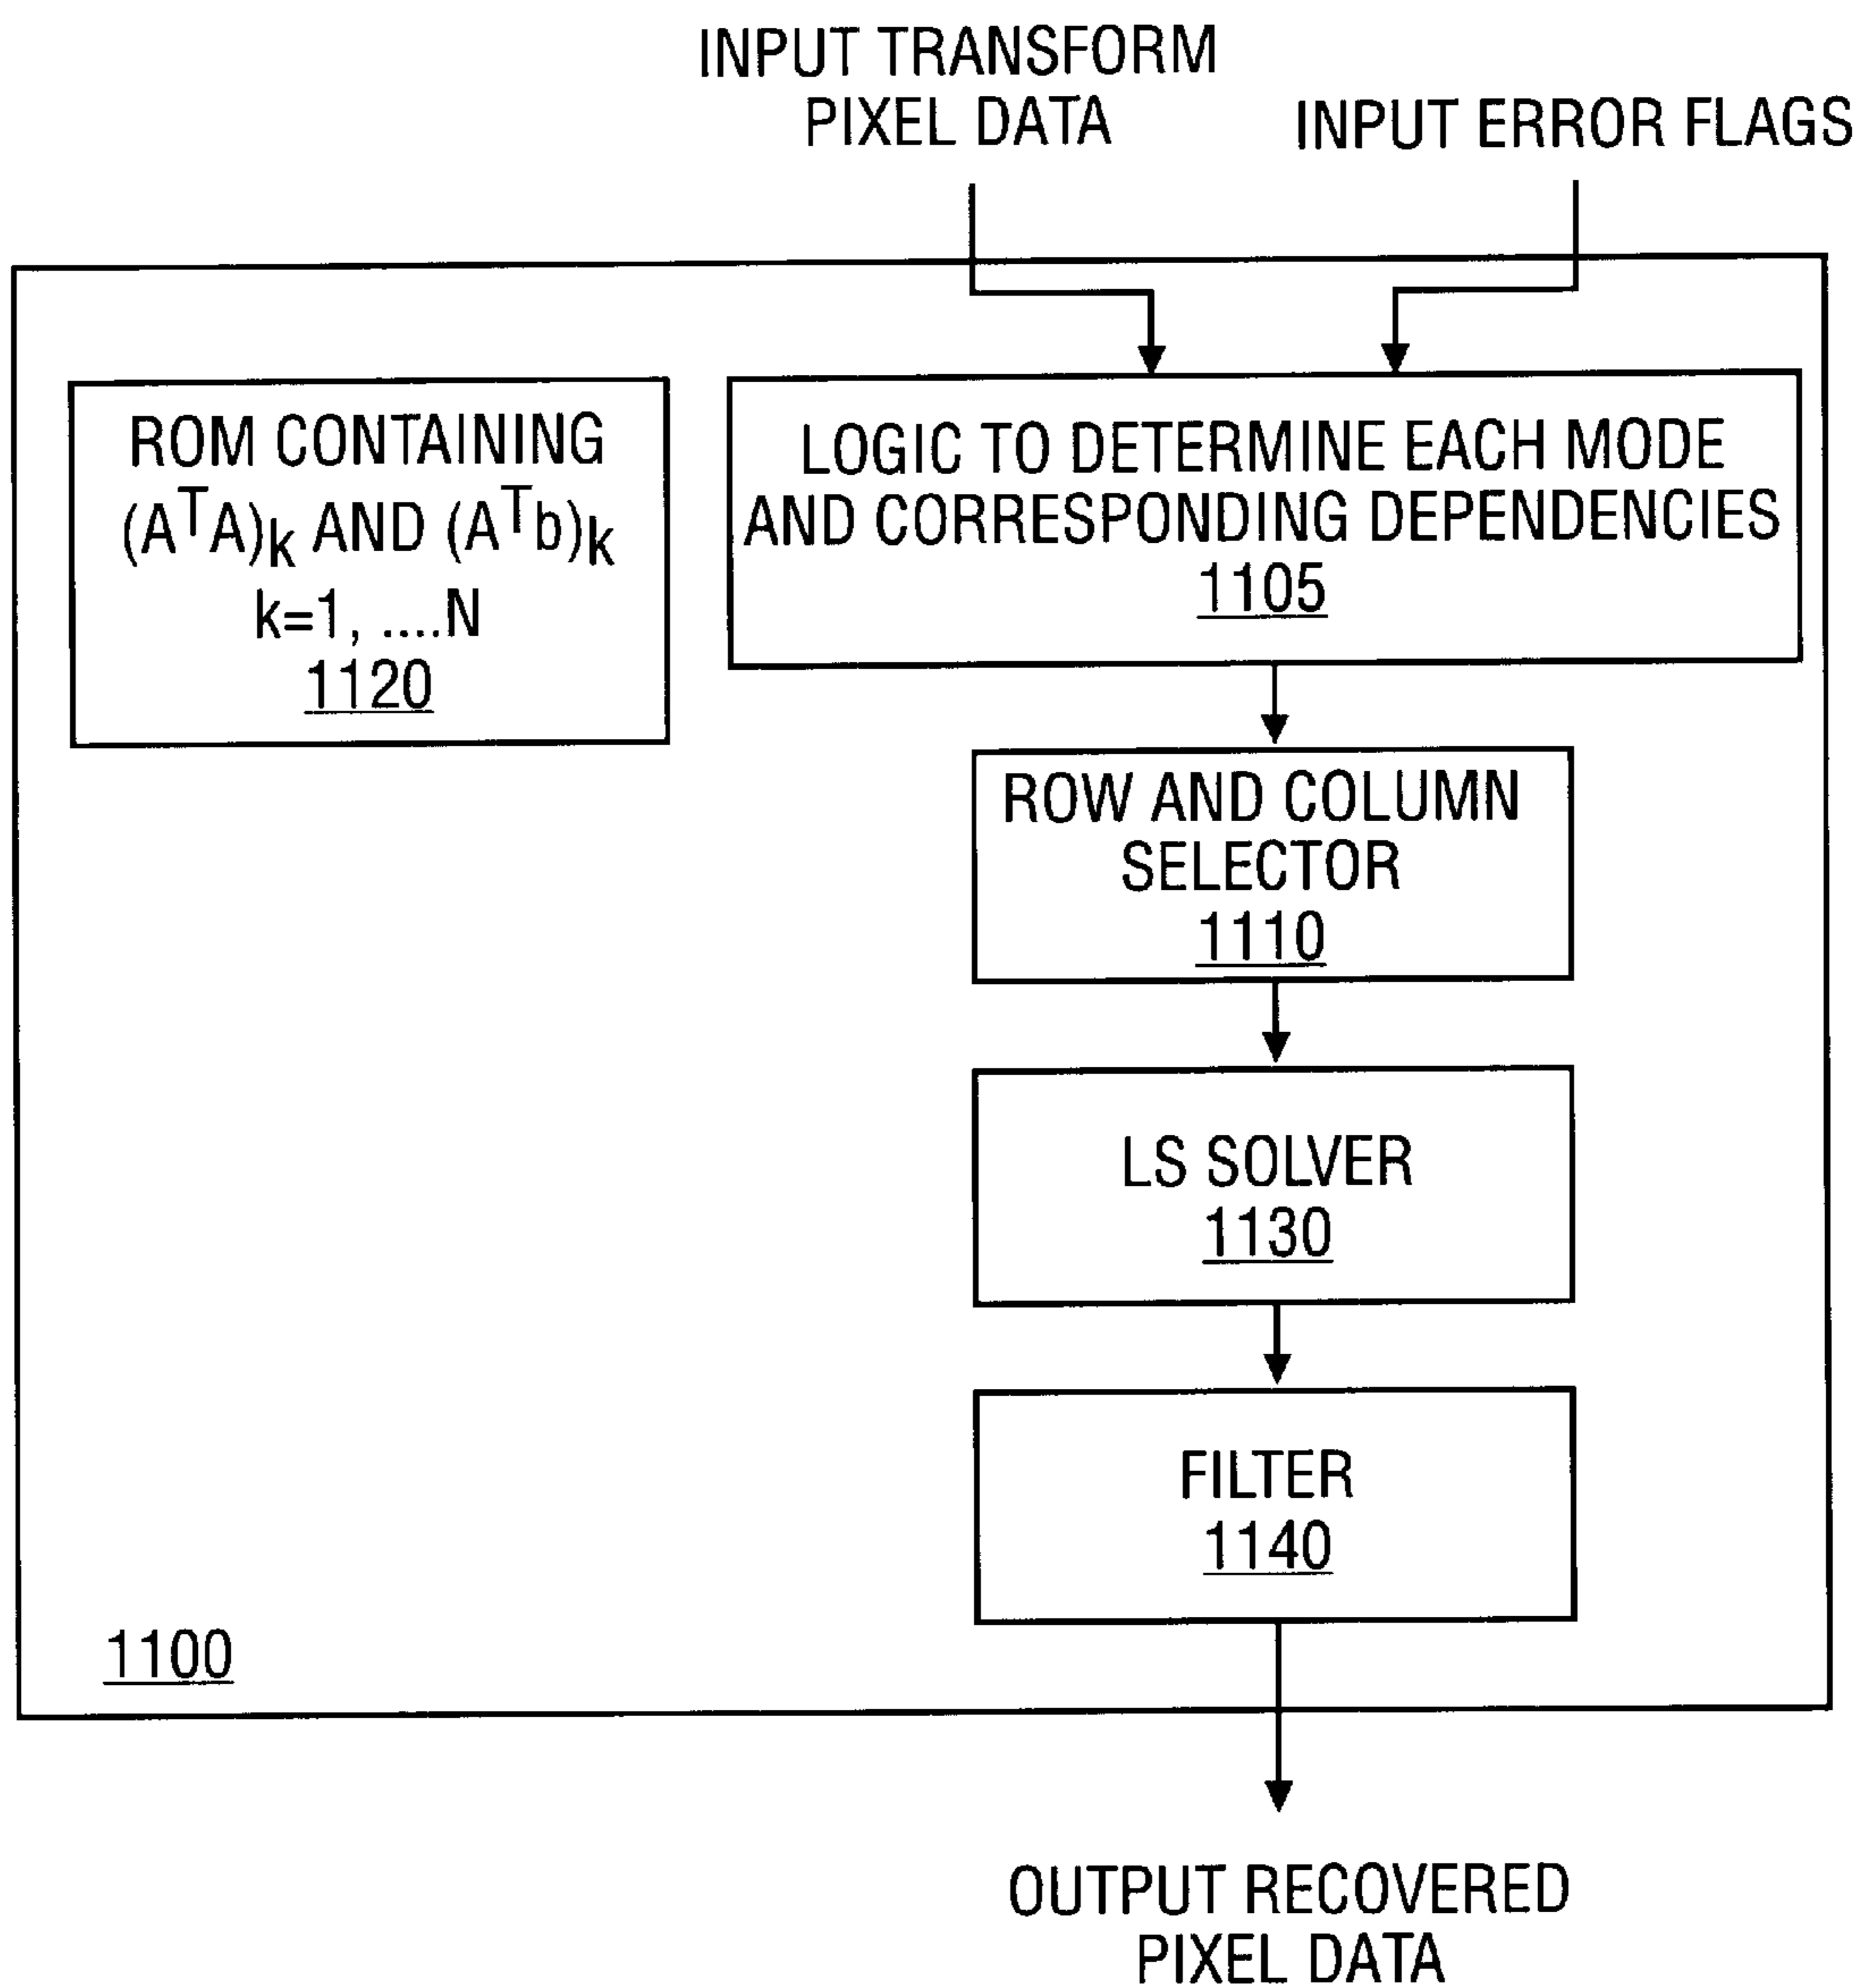 INPUT TRANSFORM
PIXEL DATA
INPUT ERROR FLAGS
ROM CONTAINING
(AᵀA)ₖ AND (Aᵀb)ₖ
k=1, ....N
1120
LOGIC TO DETERMINE EACH MODE
AND CORRESPONDING DEPENDENCIES
1105
ROW AND COLUMN
SELECTOR
1110
LS SOLVER
1130
FILTER
1140
1100
OUTPUT RECOVERED
PIXEL DATA